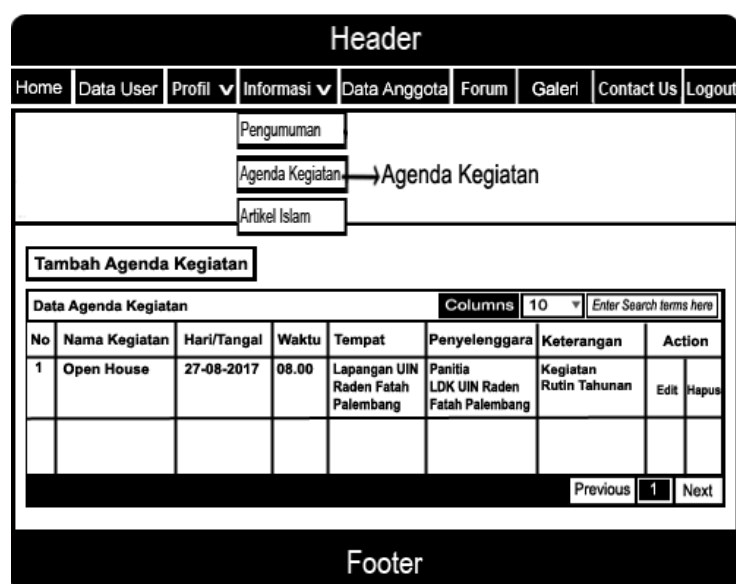 Header
Home Data User Profil Informasi Data Anggota Forum Galeri Contact Us Logout
Pengumuman
Agenda Kegiatan Agenda Kegiatan
Artikel Islam
Tambah Agenda Kegiatan
Data Agenda Kegiatan Columns 10 Enter Search terms here
No Nama Kegiatan Hari/Tangal Waktu Tempat Penyelenggara Keterangan Action
1 Open House 27-08-2017 08.00 Lapangan UIN Panitia Kegiatan
Raden Fatah LDK UIN Raden Rutin Tahunan Edit Hapus
Palembang Fatah Palembang
Previous 1 Next
Footer